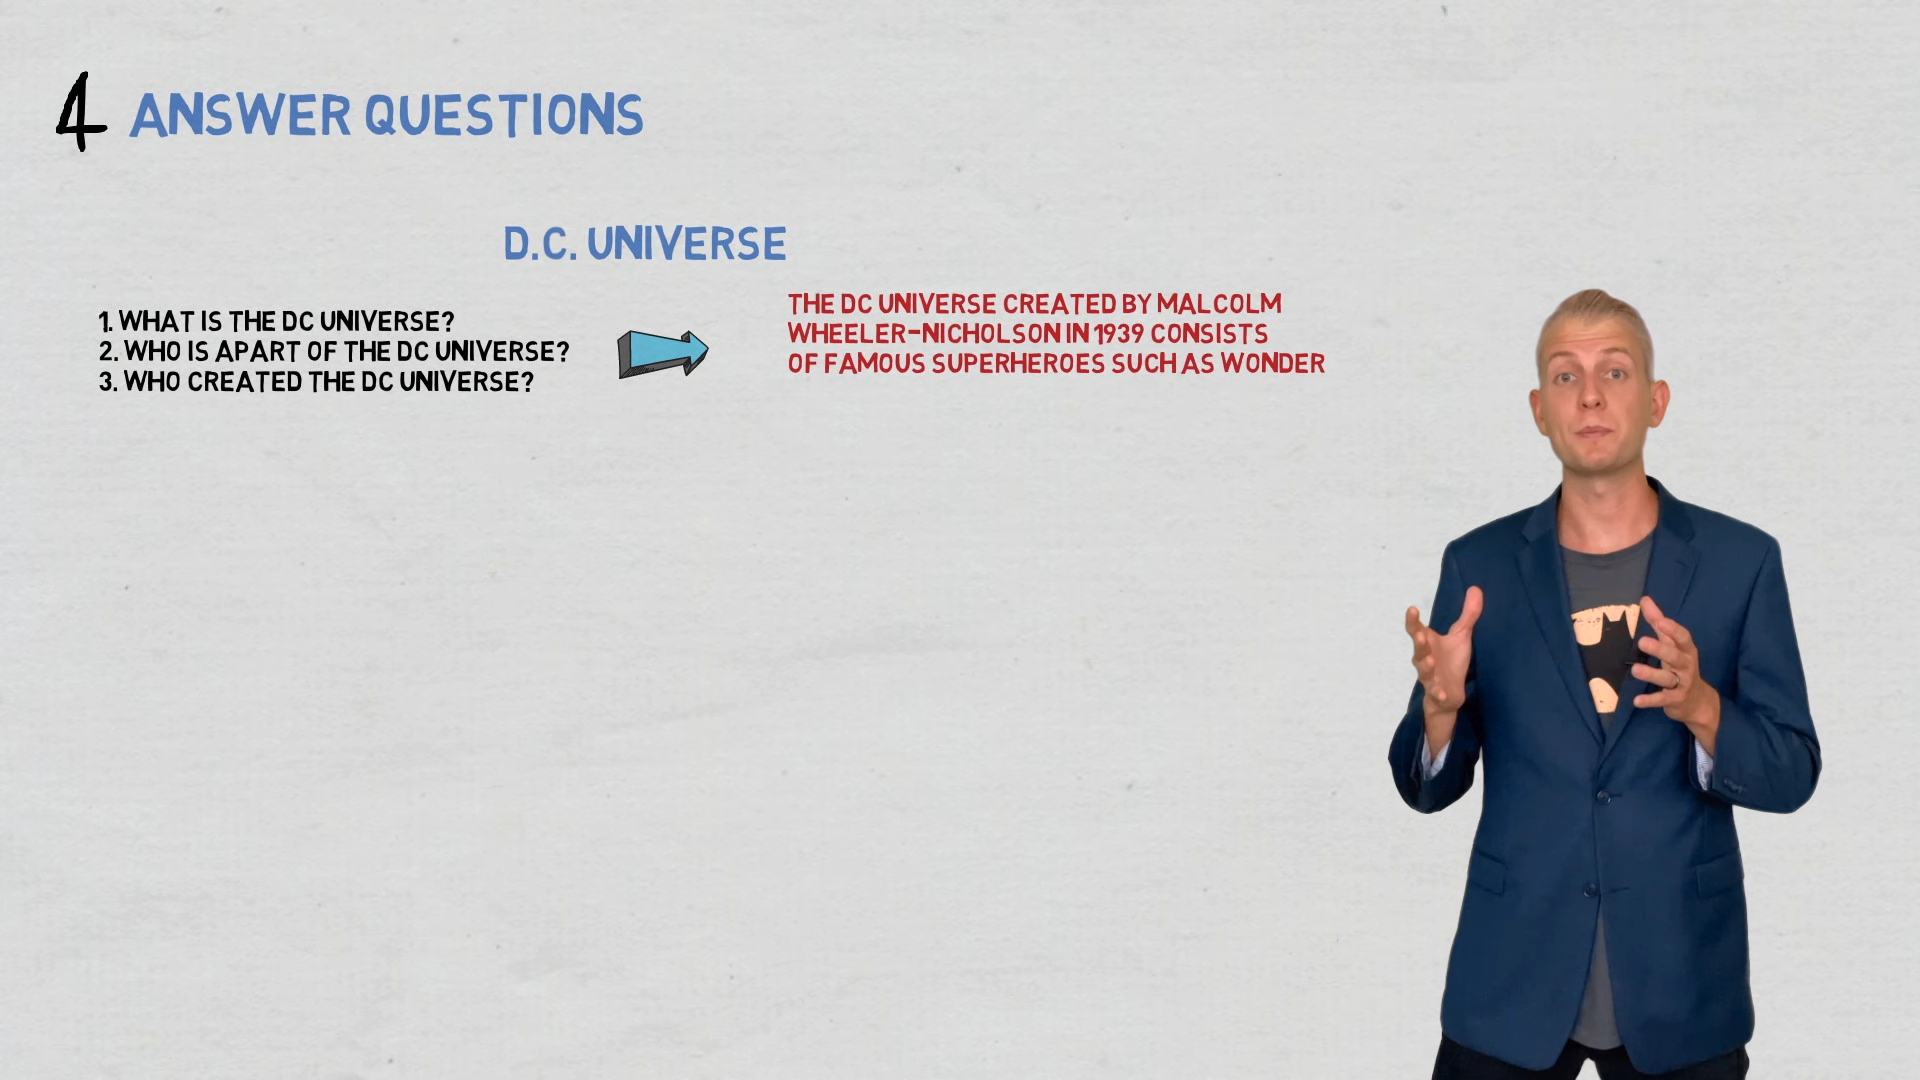 4 ANSWER QUESTIONS
D.C. UNIVERSE
1. WHAT IS THE DC UNIVERSE?
2. WHO IS APART OF THE DC UNIVERSE?
3. WHO CREATED THE DC UNIVERSE?
THE DC UNIVERSE CREATED BY MALCOLM
WHEELER-NICHOLSON IN 1939 CONSISTS
OF FAMOUS SUPERHEROES SUCH AS WONDER